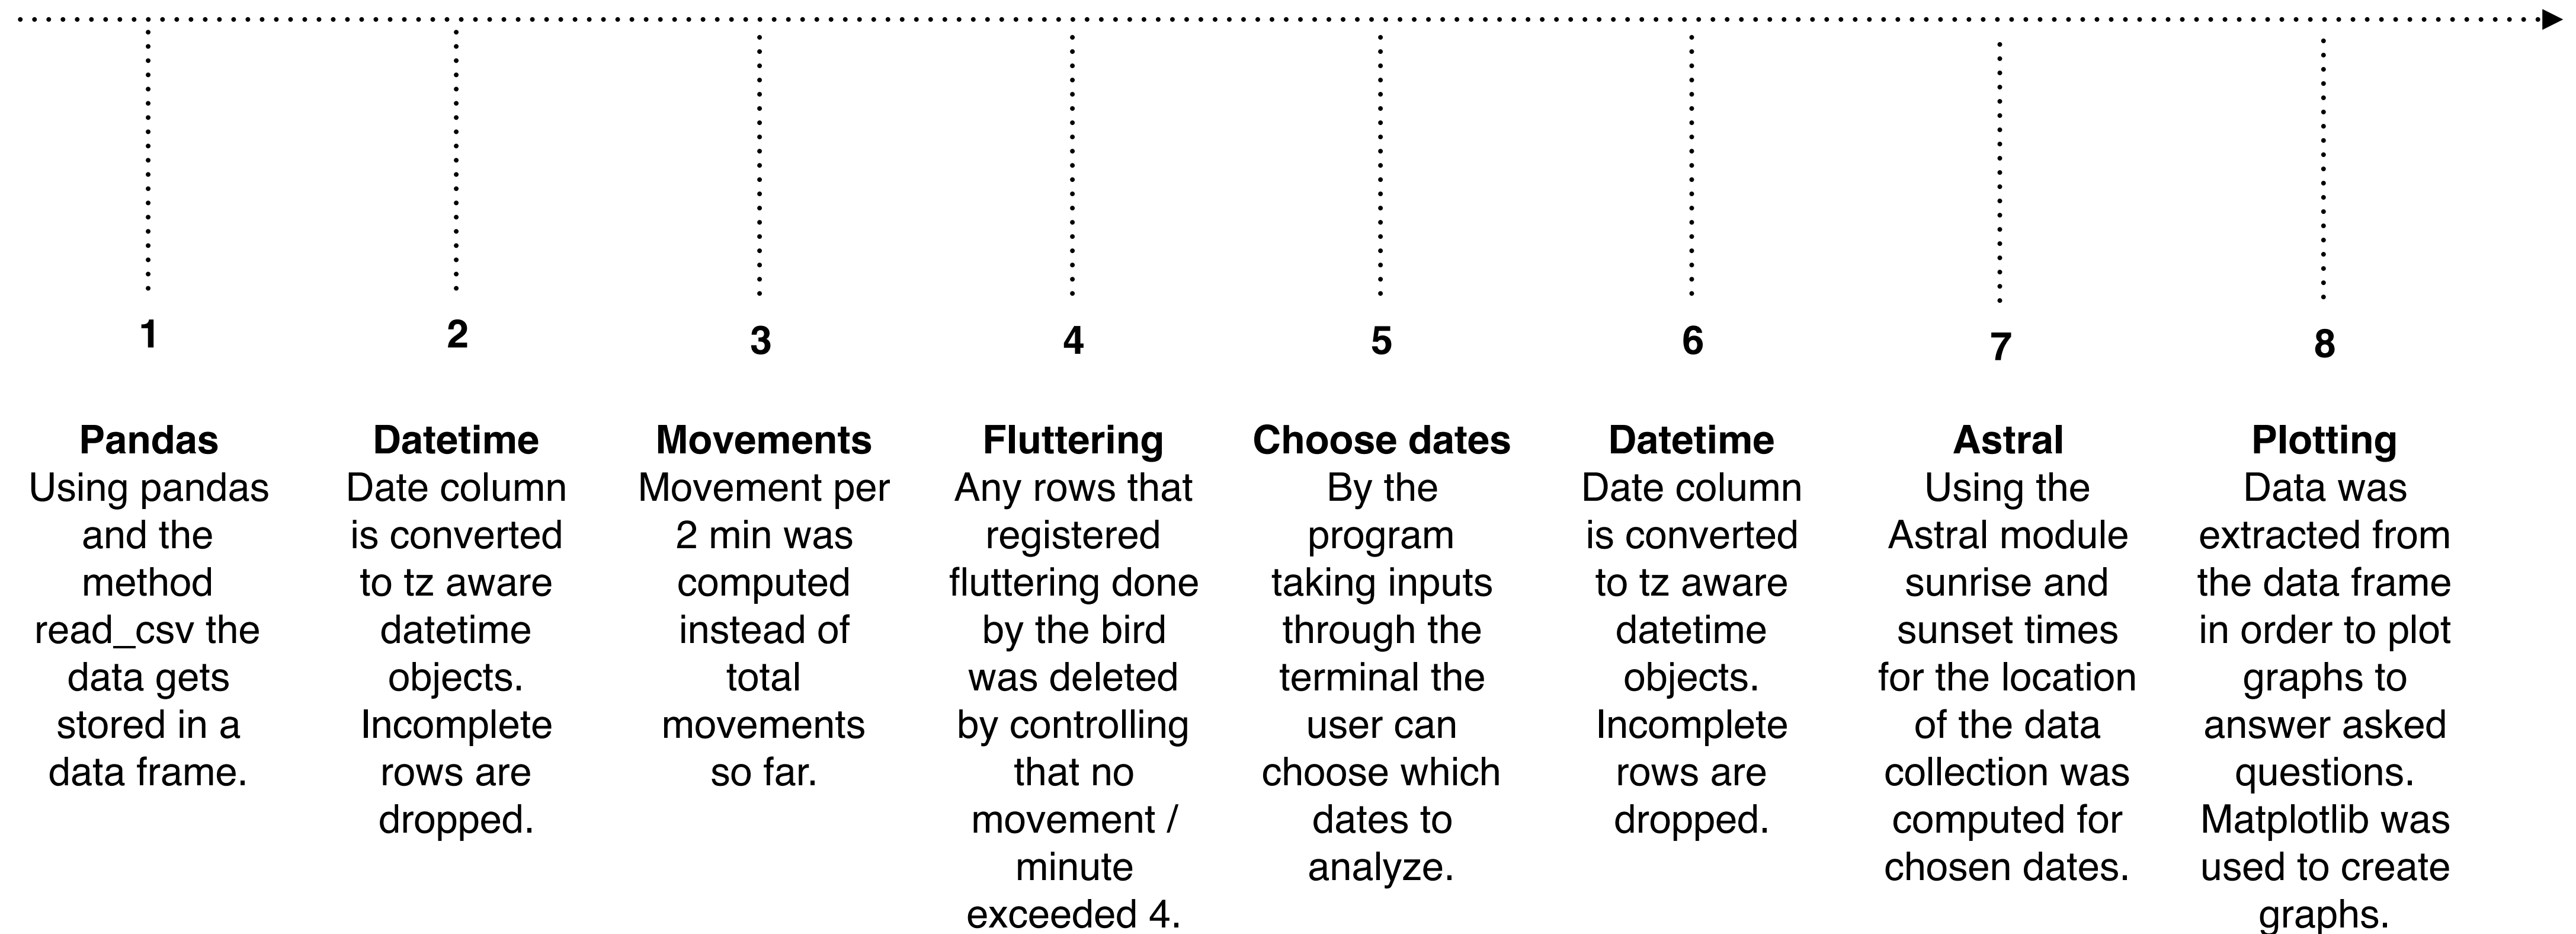 1
Pandas
Using pandas
and the
method
read_csv the
data gets
stored in a
data frame.
2
Datetime
Date column
is converted
to tz aware
datetime
objects.
Incomplete
rows are
dropped.
3
Movements
Movement per
2 min was
computed
instead of
total
movements
so far.
4
Fluttering
Any rows that
registered
fluttering done
by the bird
was deleted
by controlling
that no
movement /
minute
exceeded 4.
5
Choose dates
By the
program
taking inputs
through the
terminal the
user can
choose which
dates to
analyze.
6
Datetime
Date column
is converted
to tz aware
datetime
objects.
Incomplete
rows are
dropped.
7
Astral
Using the
Astral module
sunrise and
sunset times
for the location
of the data
collection was
computed for
chosen dates.
8
Plotting
Data was
extracted from
the data frame
in order to plot
graphs to
answer asked
questions.
Matplotlib was
used to create
graphs.